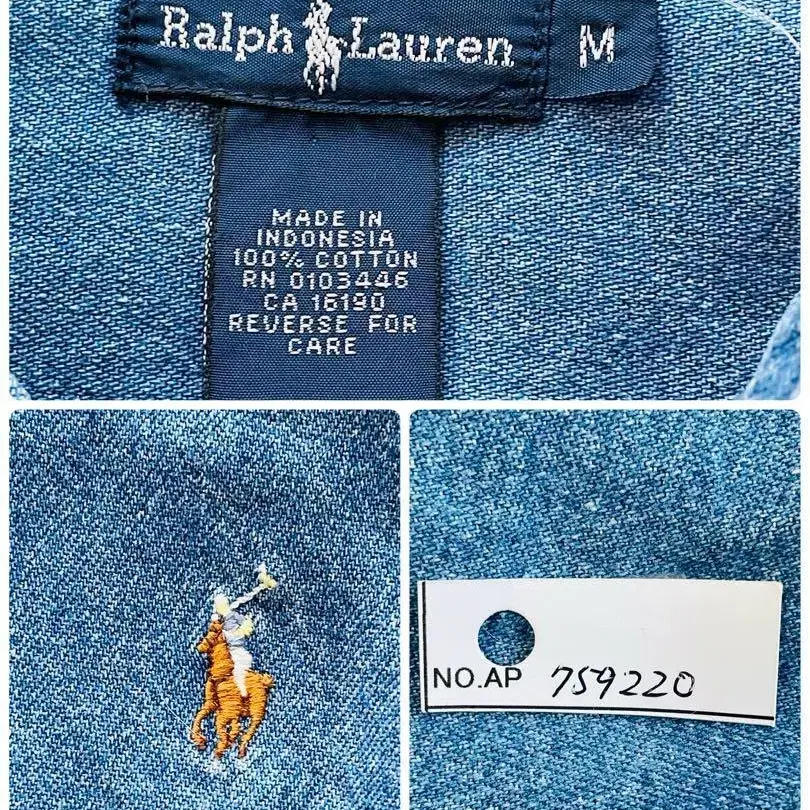 Ralph Lauren M
MADE IN
INDONESIA
100% COTTON
RN 0103446
CA 16190
REVERSE FOR
CARE
NO.AP 759220